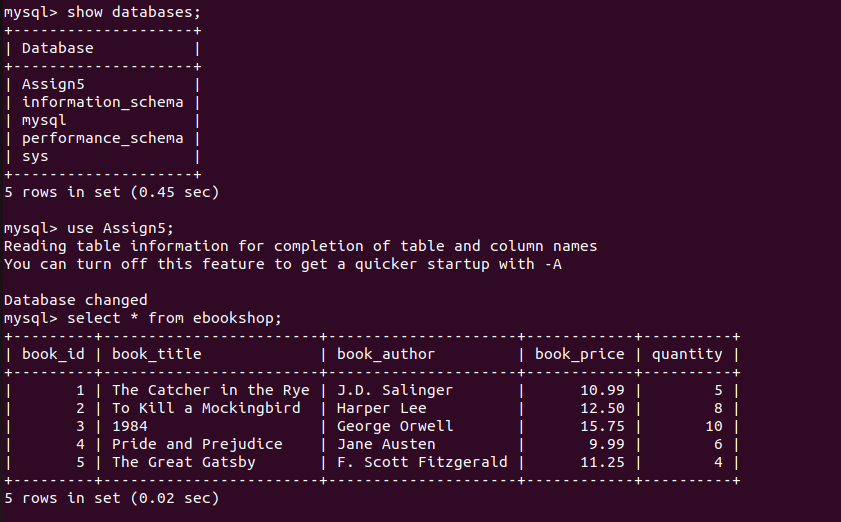 mysql> show databases;
+--------------------+
| Database           |
+--------------------+
| Assign5            |
| information_schema |
| mysql              |
| performance_schema |
| sys                |
+--------------------+
5 rows in set (0.45 sec)

mysql> use Assign5;
Reading table information for completion of table and column names
You can turn off this feature to get a quicker startup with -A

Database changed
mysql> select * from ebookshop;
+---------+------------------------+---------------------+------------+----------+
| book_id | book_title             | book_author         | book_price | quantity |
+---------+------------------------+---------------------+------------+----------+
|       1 | The Catcher in the Rye | J.D. Salinger       |      10.99 |        5 |
|       2 | To Kill a Mockingbird  | Harper Lee          |      12.50 |        8 |
|       3 | 1984                   | George Orwell       |      15.75 |       10 |
|       4 | Pride and Prejudice    | Jane Austen         |       9.99 |        6 |
|       5 | The Great Gatsby       | F. Scott Fitzgerald |      11.25 |        4 |
+---------+------------------------+---------------------+------------+----------+
5 rows in set (0.02 sec)